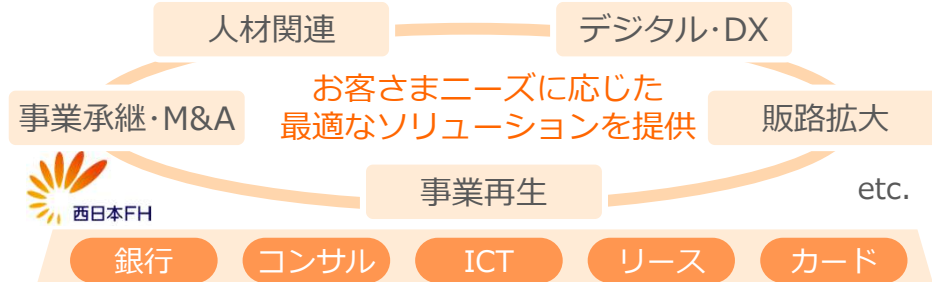 人材関連
デジタル・DX
お客さまニーズに応じた
最適なソリューションを提供
事業承継・M&A
販路拡大
事業再生
etc.
西日本FH
銀行
コンサル
ICT
リース
カード